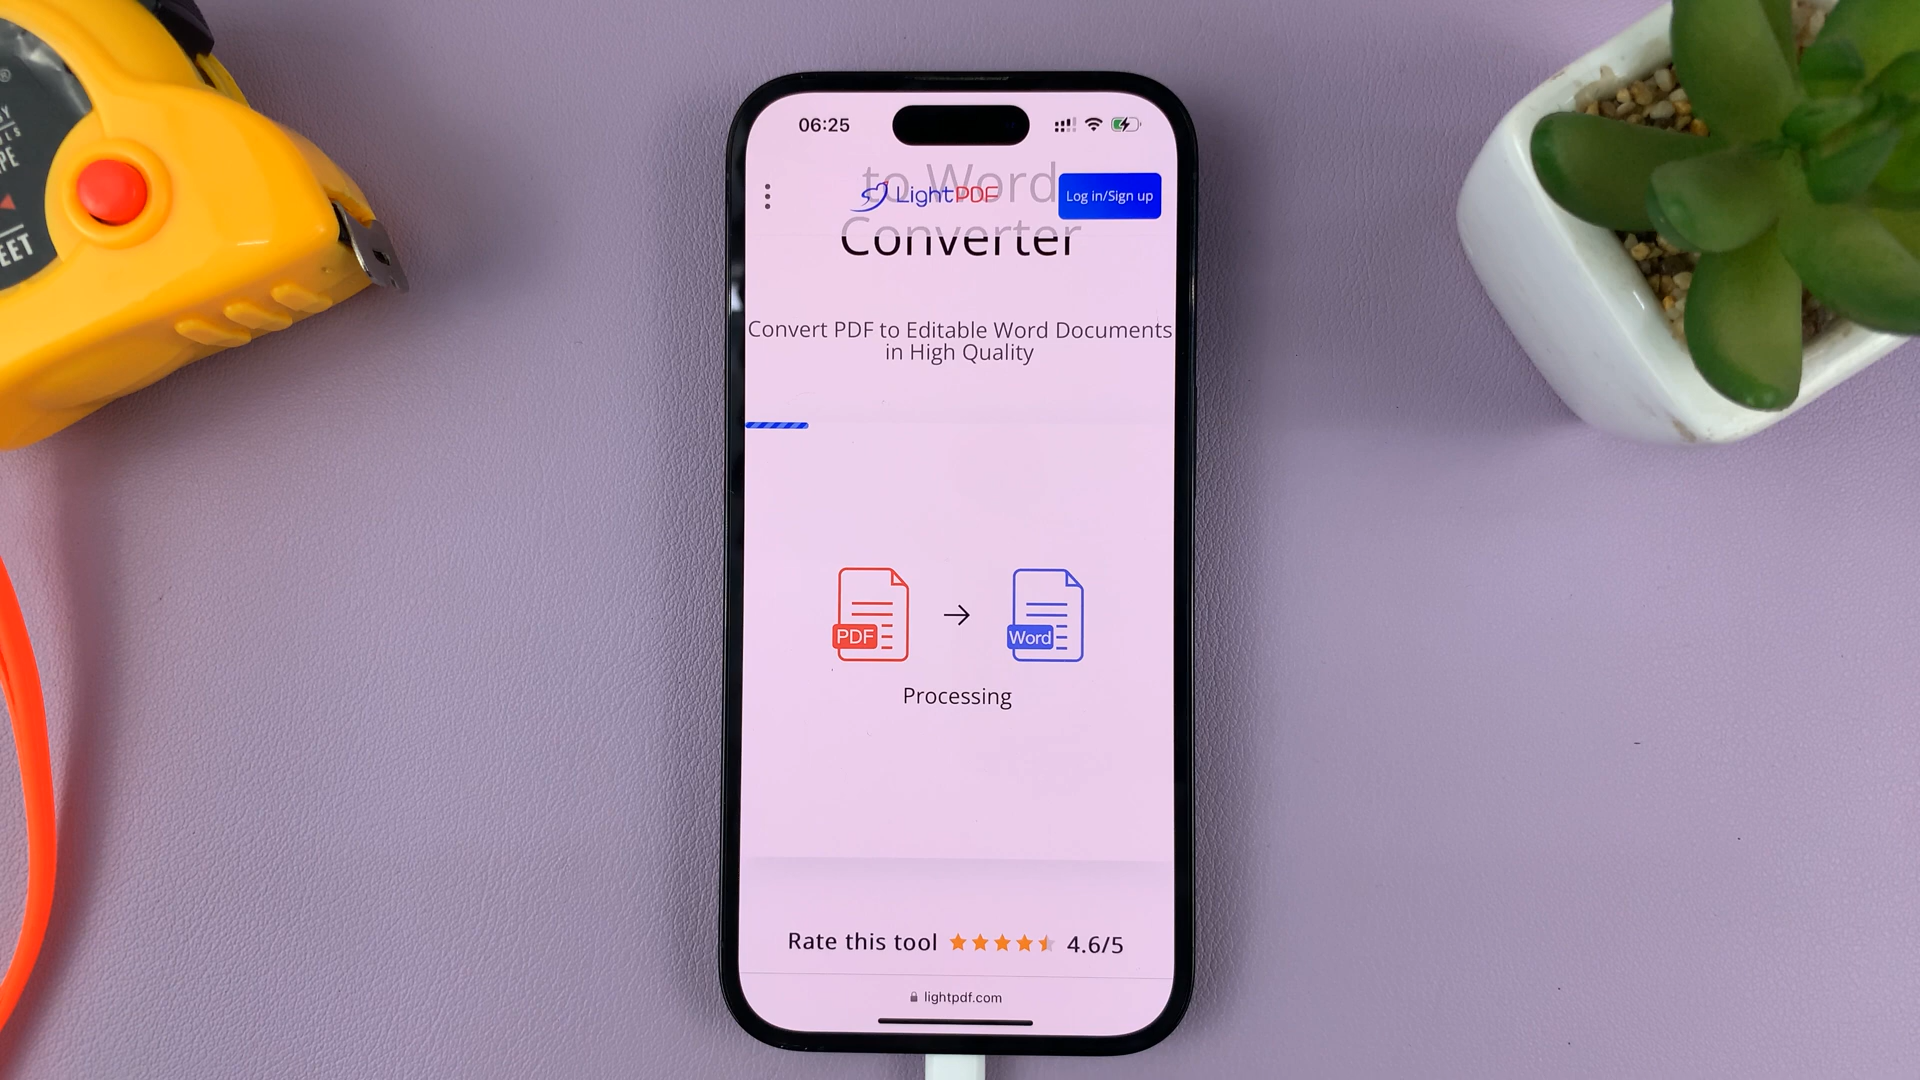 06:25
to Word
LightPDF
Log in/Sign up
Converter
Convert PDF to Editable Word Documents
in High Quality
PDF
Word
Processing
Rate this tool 4.6/5
lightpdf.com